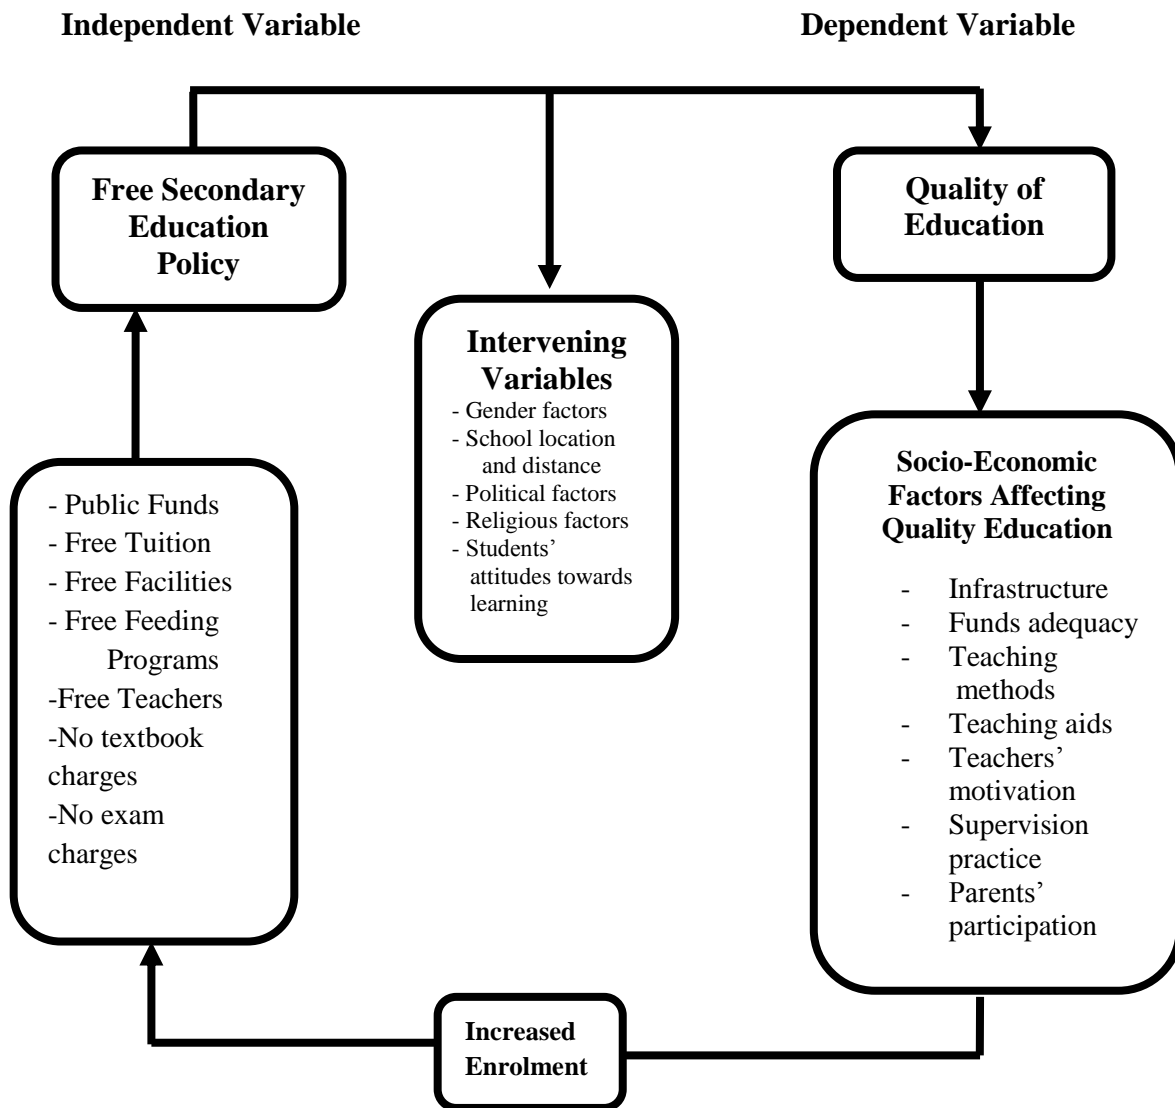 Independent Variable
Dependent Variable
Free Secondary
Education
Policy
Quality of
Education
Intervening
Variables
- Gender factors
- School location
and distance
- Political factors
- Religious factors
- Students’
attitudes towards
learning
- Public Funds
- Free Tuition
- Free Facilities
- Free Feeding
Programs
-Free Teachers
-No textbook
charges
-No exam
charges
Socio-Economic
Factors Affecting
Quality Education
- Infrastructure
- Funds adequacy
- Teaching
methods
- Teaching aids
- Teachers’
motivation
- Supervision
practice
- Parents’
participation
Increased
Enrolment